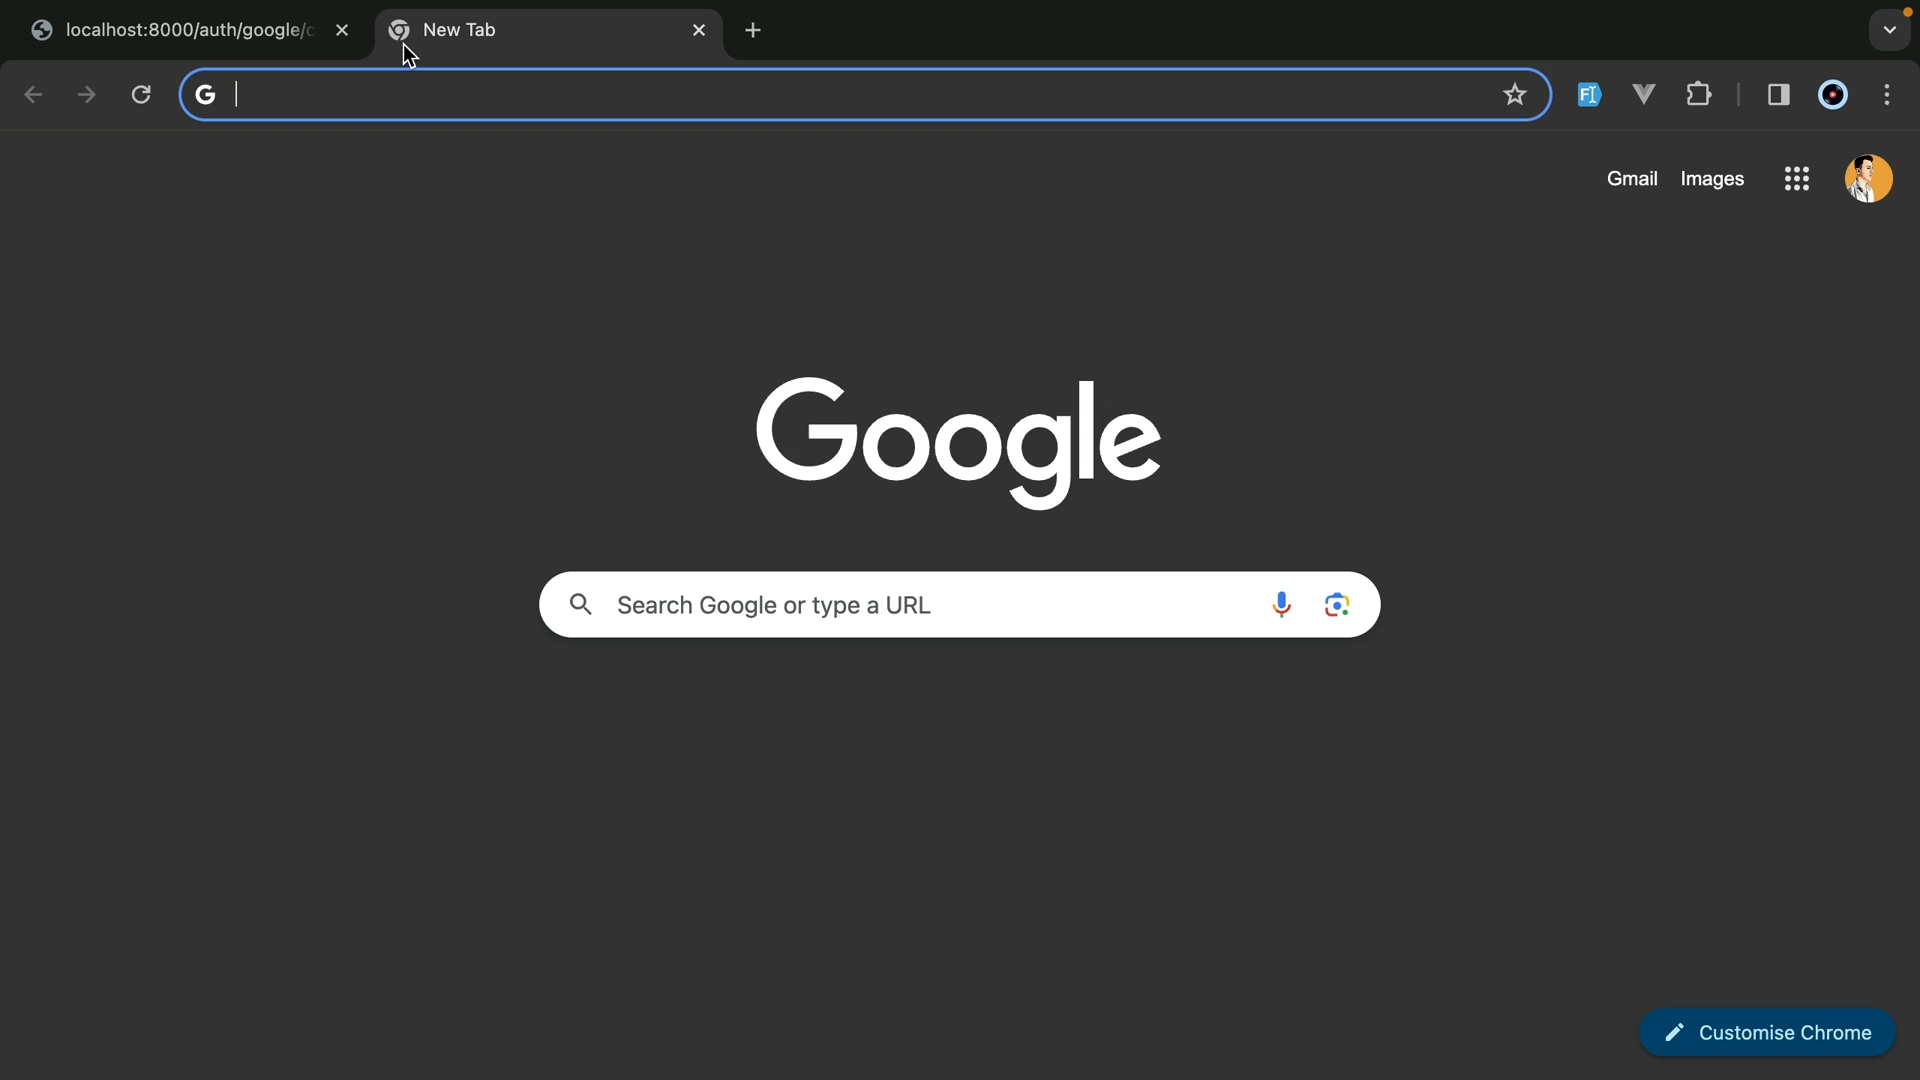 localhost:8000/auth/google/c
New Tab
Gmail Images
Google
Search Google or type a URL
Customise Chrome